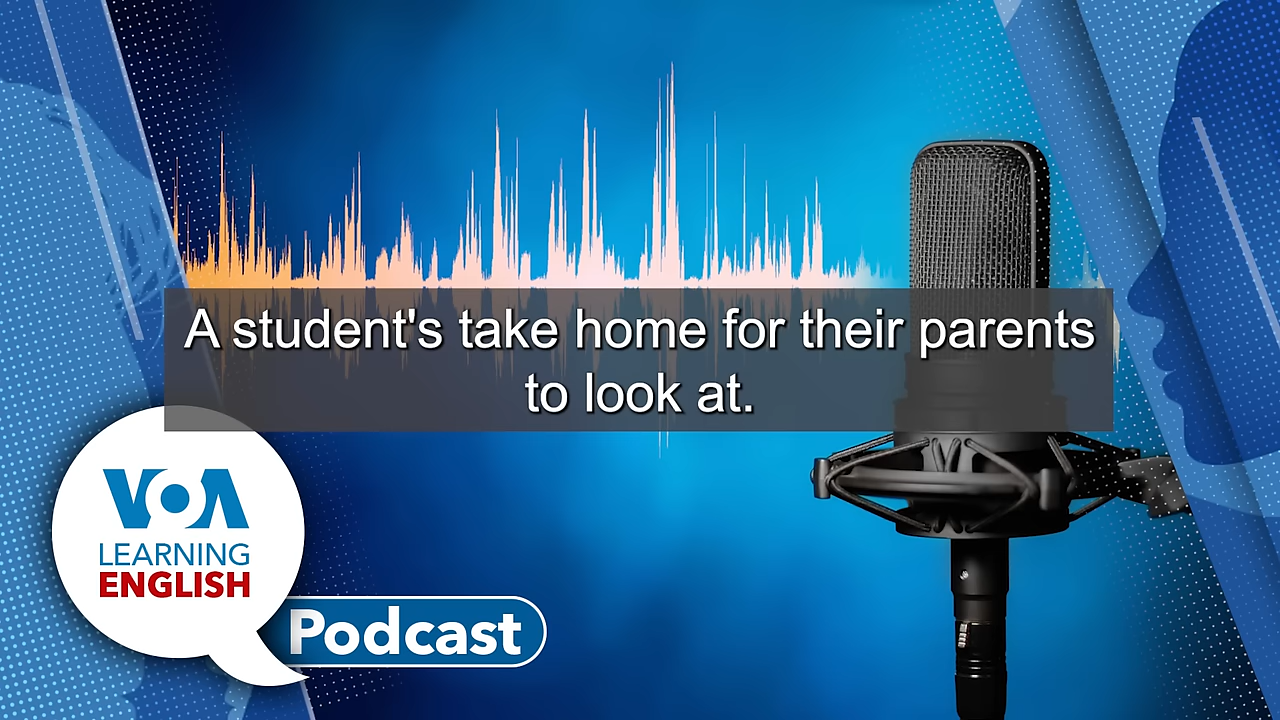 A student's take home for their parents
to look at.
VOA
LEARNING
ENGLISH
Podcast